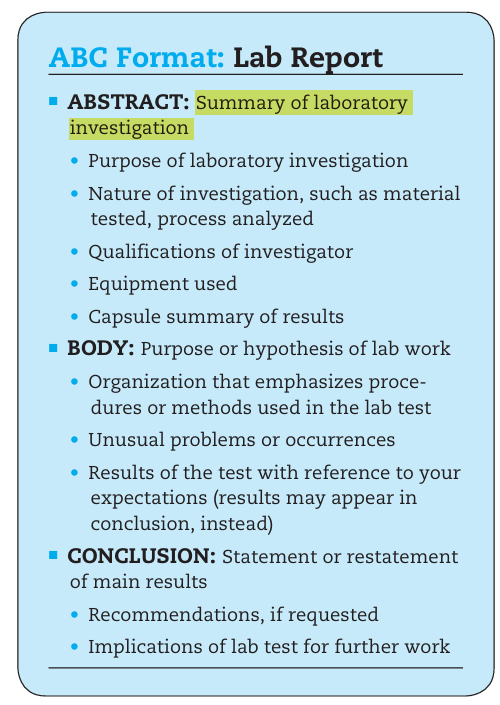 ABC Format: Lab Report
ABSTRACT: Summary of laboratory
investigation
• Purpose of laboratory investigation
• Nature of investigation, such as material
tested, process analyzed
• Qualifications of investigator
• Equipment used
• Capsule summary of results
BODY: Purpose or hypothesis of lab work
• Organization that emphasizes proce-
dures or methods used in the lab test
• Unusual problems or occurrences
• Results of the test with reference to your
expectations (results may appear in
conclusion, instead)
CONCLUSION: Statement or restatement
of main results
• Recommendations, if requested
• Implications of lab test for further work